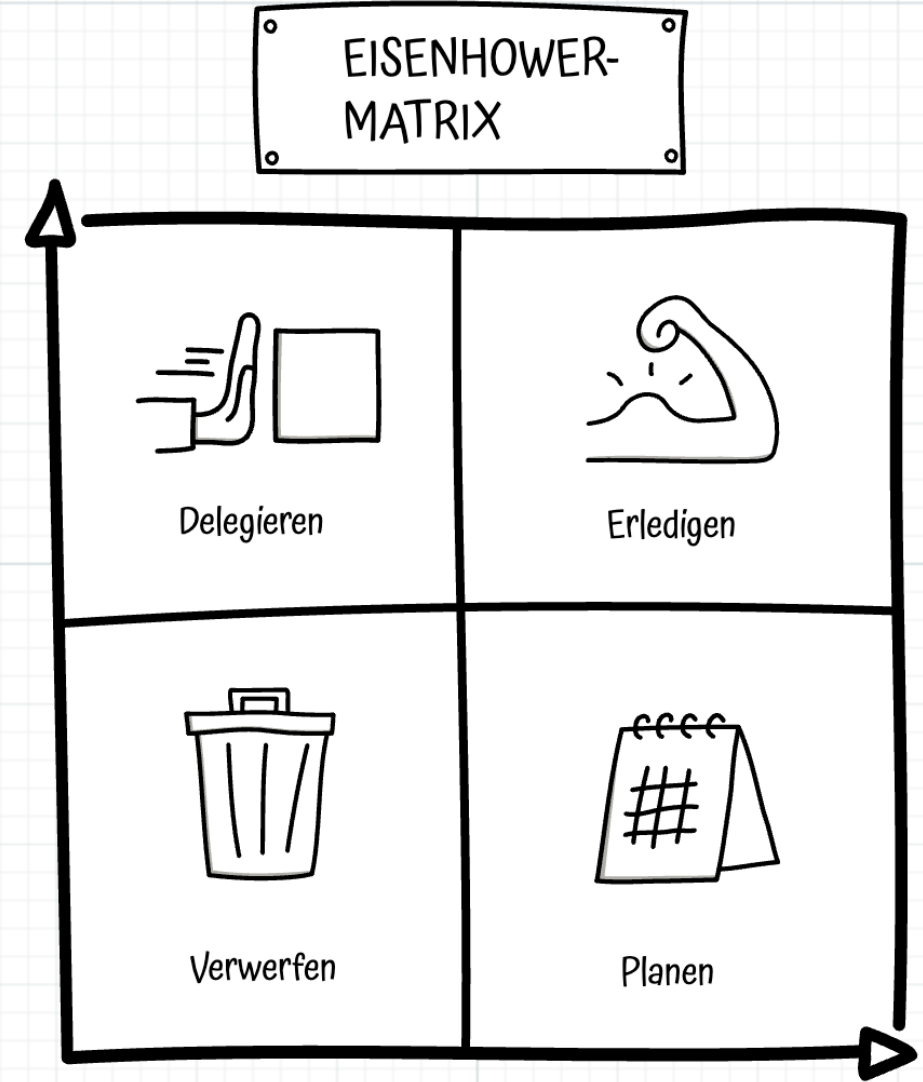 EISENHOWER-
MATRIX
Delegieren
Erledigen
Verwerfen
Planen